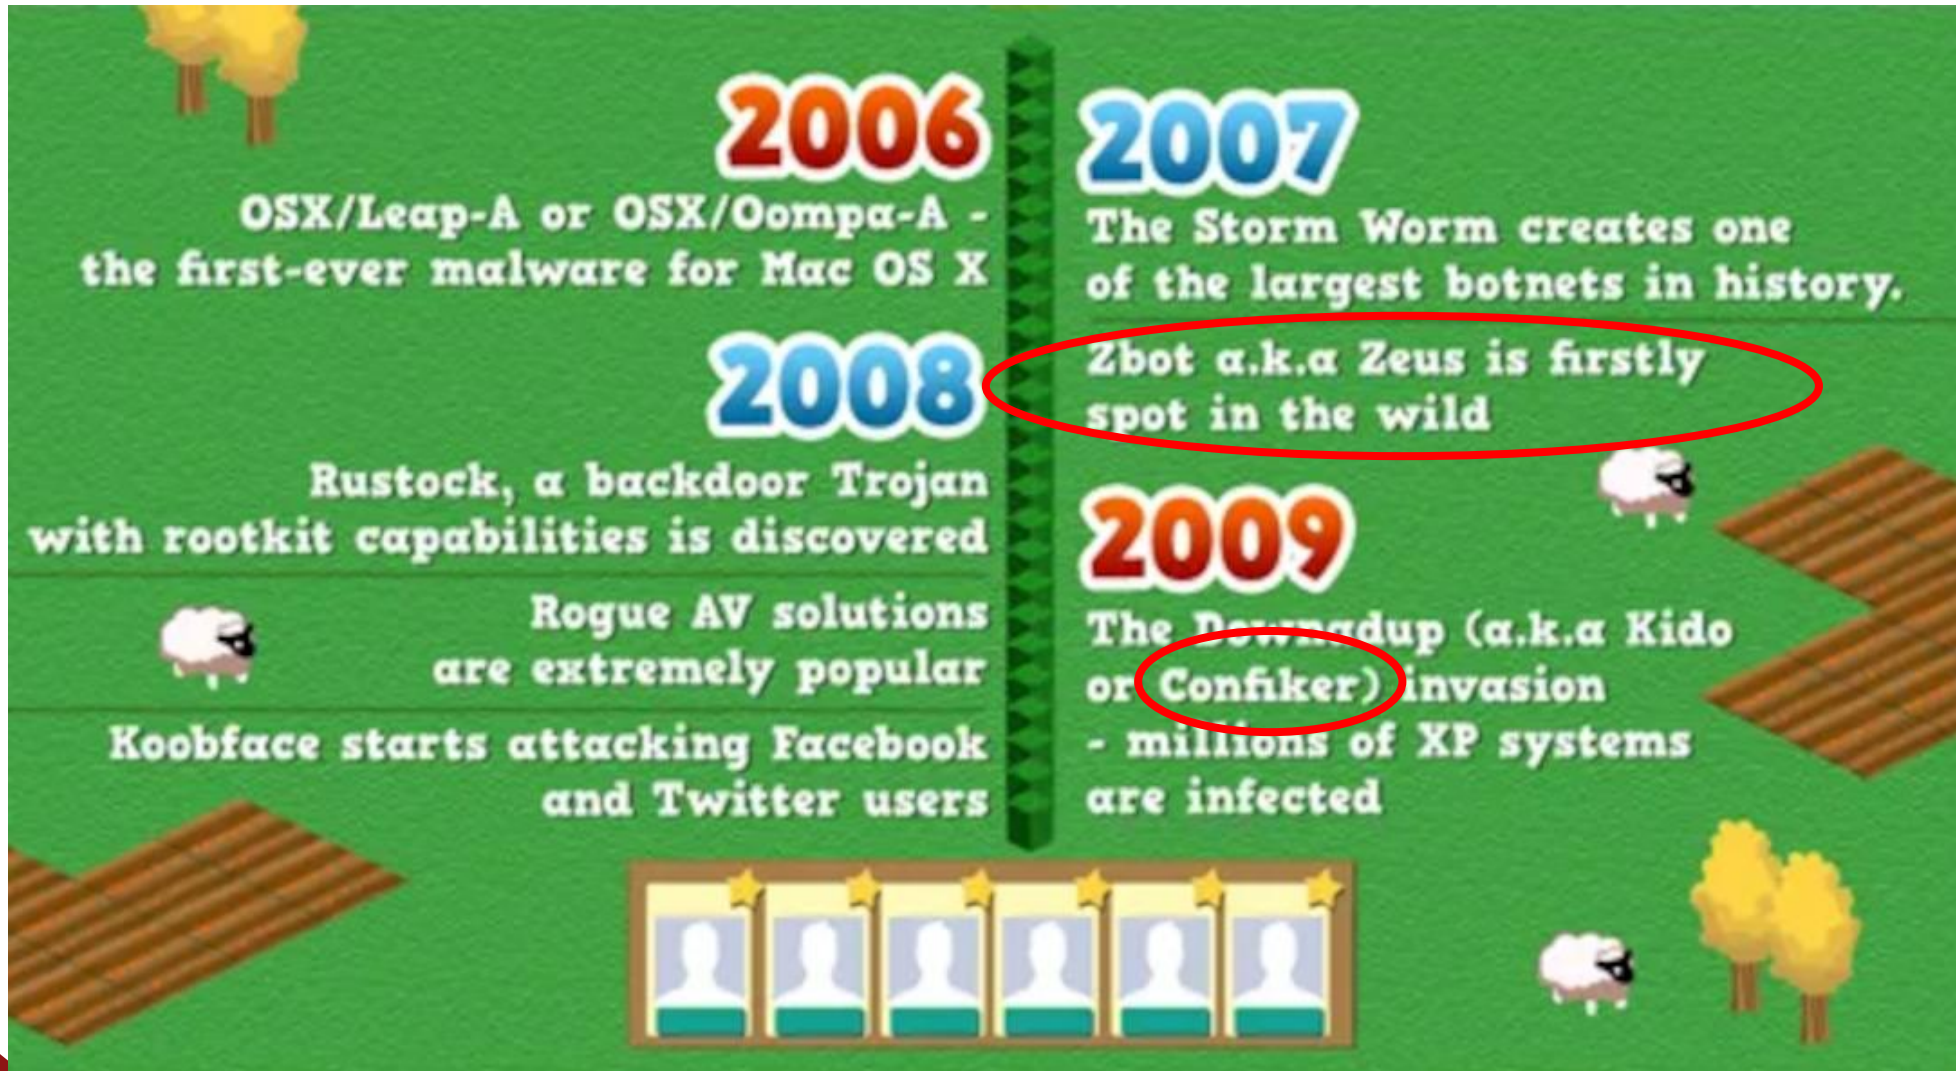 2006
OSX/Leap-A or OSX/Oompa-A -
the first-ever malware for Mac OS X
2007
The Storm Worm creates one
of the largest botnets in history.
Zbot a.k.a Zeus is firstly
spot in the wild
2008
Rustock, a backdoor Trojan
with rootkit capabilities is discovered
Rogue AV solutions
are extremely popular
Koobface starts attacking Facebook
and Twitter users
2009
The Downadup (a.k.a Kido
or Confiker) invasion
- millions of XP systems
are infected